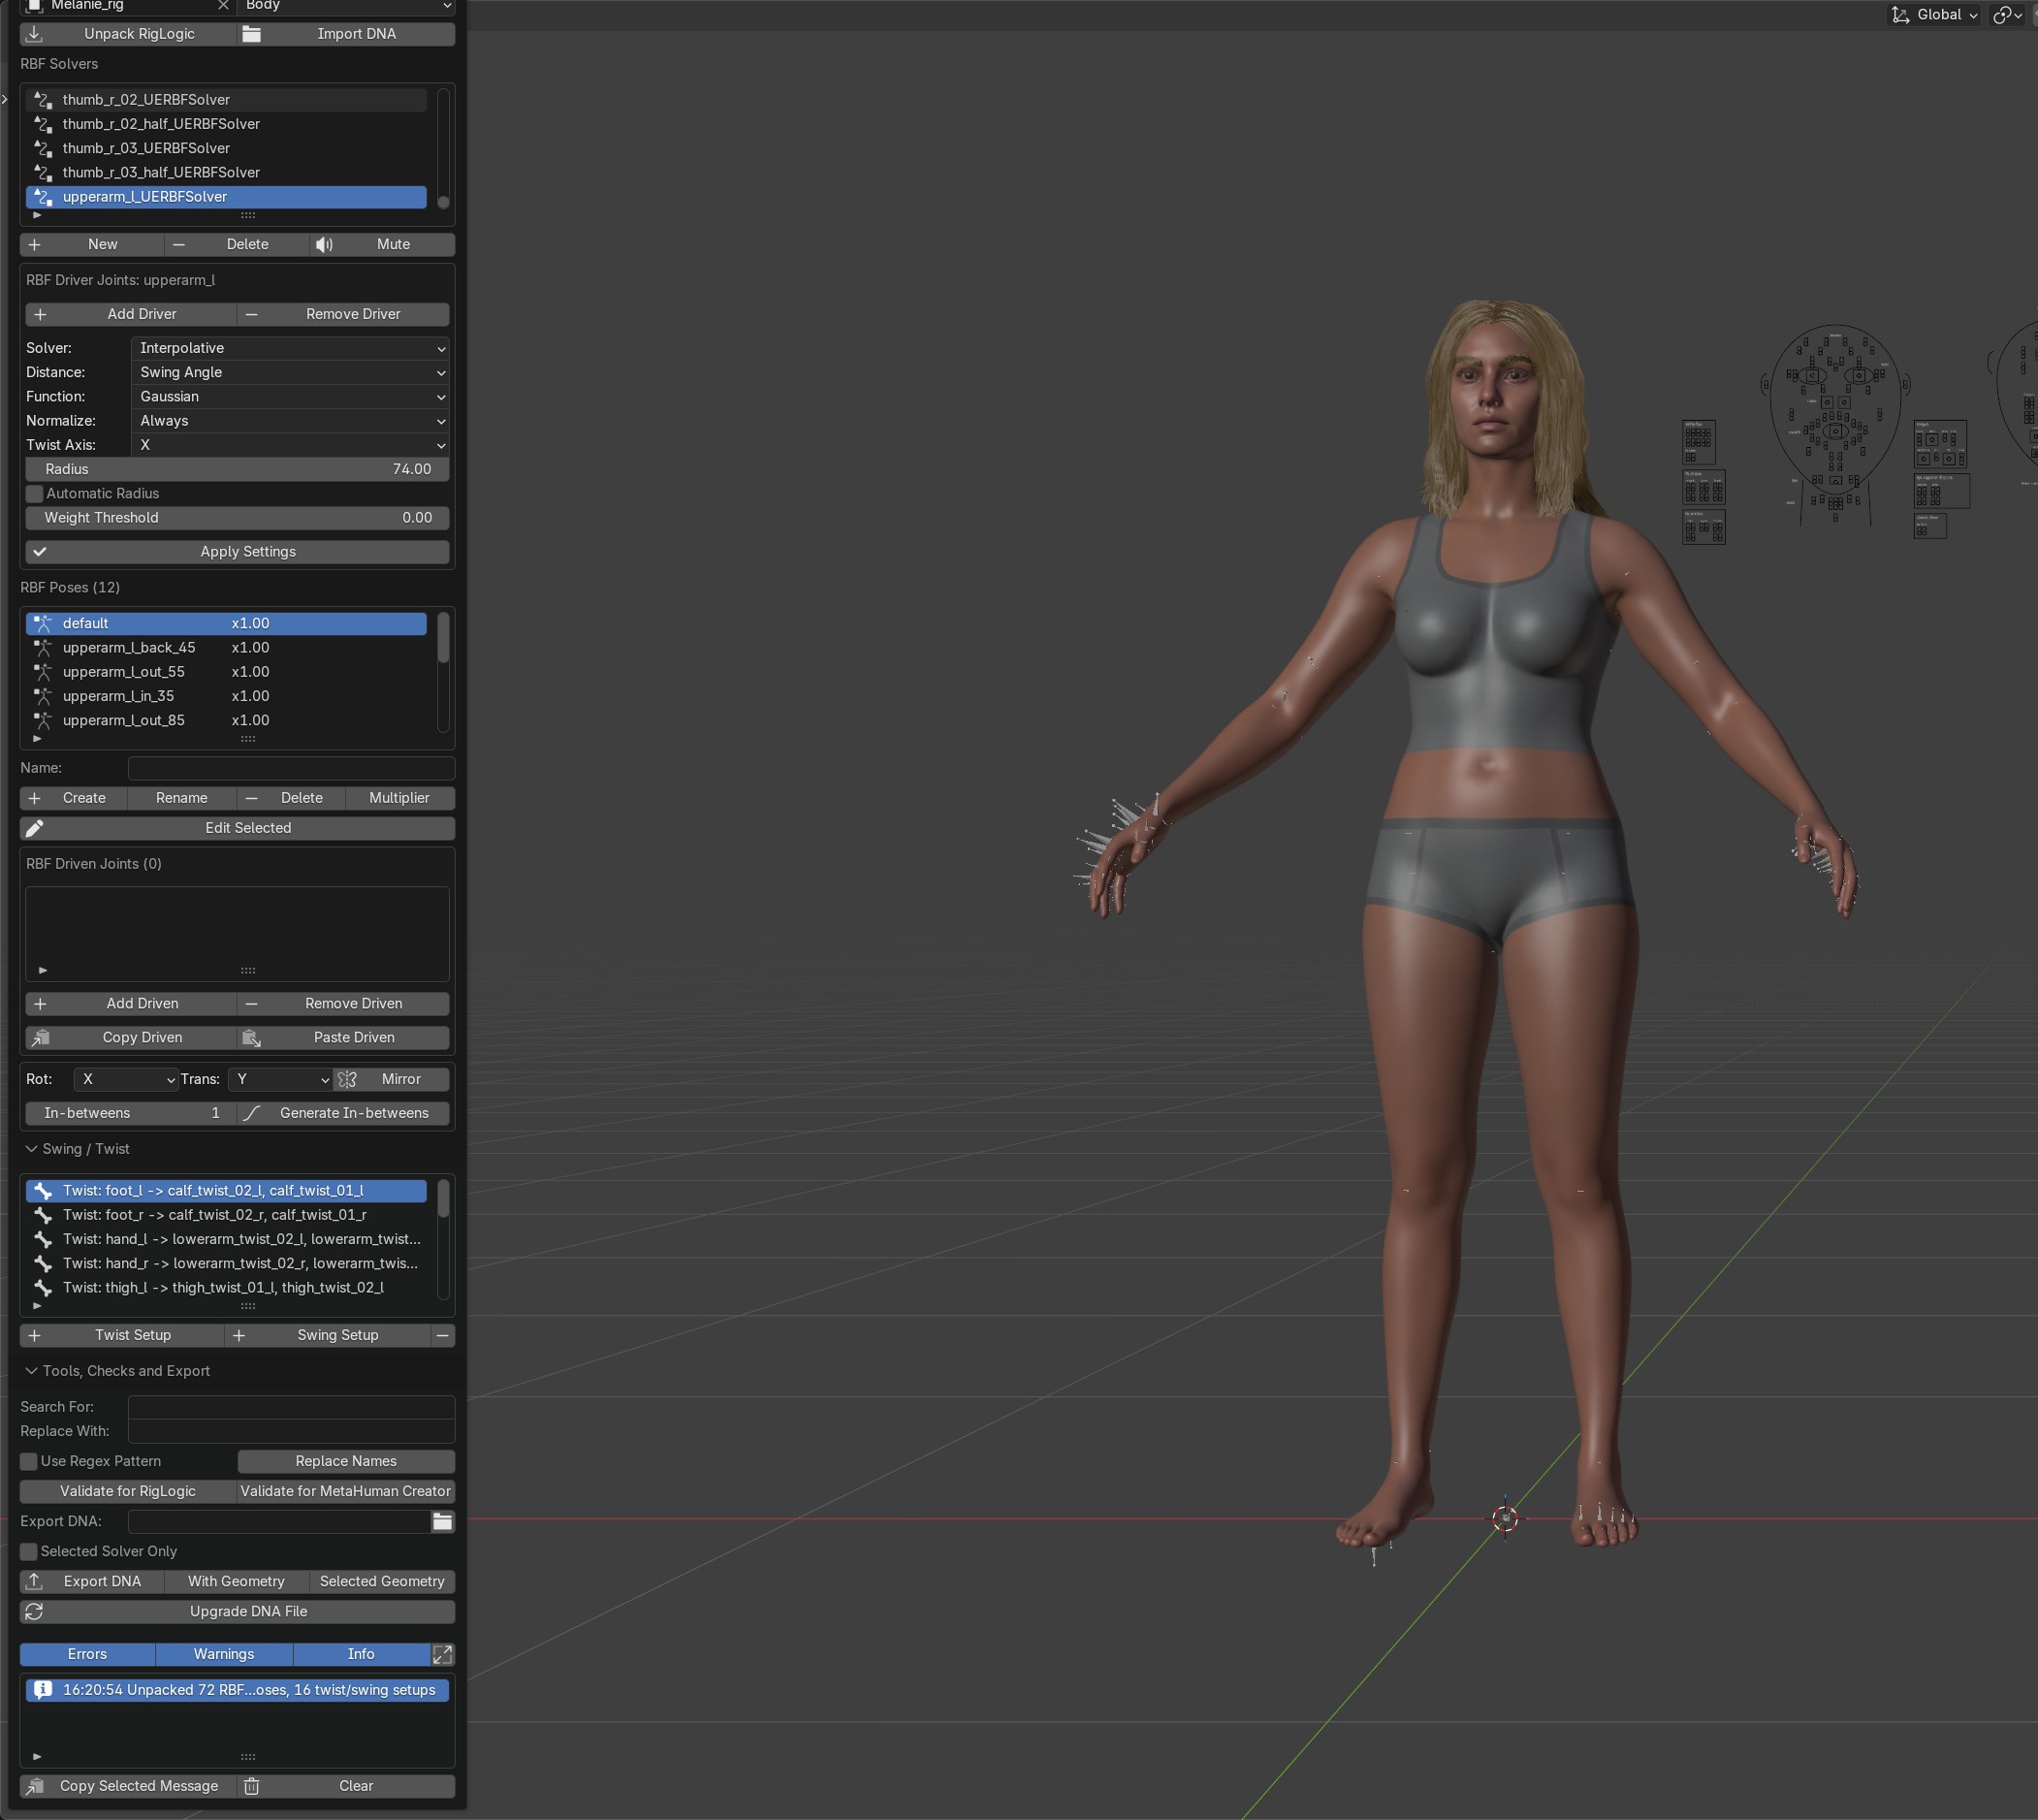 Melanie_rig Body
Unpack RigLogic Import DNA
RBF Solvers
thumb_r_02_UERBFSolver
thumb_r_02_half_UERBFSolver
thumb_r_03_UERBFSolver
thumb_r_03_half_UERBFSolver
upperarm_l_UERBFSolver
New Delete Mute
RBF Driver Joints: upperarm_l
Add Driver Remove Driver
Solver: Interpolative
Distance: Swing Angle
Function: Gaussian
Normalize: Always
Twist Axis: X
Radius 74.00
Automatic Radius
Weight Threshold 0.00
Apply Settings
RBF Poses (12)
default x1.00
upperarm_l_back_45 x1.00
upperarm_l_out_55 x1.00
upperarm_l_in_35 x1.00
upperarm_l_out_85 x1.00
Name:
Create Rename Delete Multiplier
Edit Selected
RBF Driven Joints (0)
Add Driven Remove Driven
Copy Driven Paste Driven
Rot: X Trans: Y Mirror
In-betweens 1 Generate In-betweens
Swing / Twist
Twist: foot_l -> calf_twist_02_l, calf_twist_01_l
Twist: foot_r -> calf_twist_02_r, calf_twist_01_r
Twist: hand_l -> lowerarm_twist_02_l, lowerarm_twist...
Twist: hand_r -> lowerarm_twist_02_r, lowerarm_twis...
Twist: thigh_l -> thigh_twist_01_l, thigh_twist_02_l
Twist Setup Swing Setup
Tools, Checks and Export
Search For:
Replace With:
Use Regex Pattern Replace Names
Validate for RigLogic Validate for MetaHuman Creator
Export DNA:
Selected Solver Only
Export DNA With Geometry Selected Geometry
Upgrade DNA File
Errors Warnings Info
16:20:54 Unpacked 72 RBF...oses, 16 twist/swing setups
Copy Selected Message Clear
Global